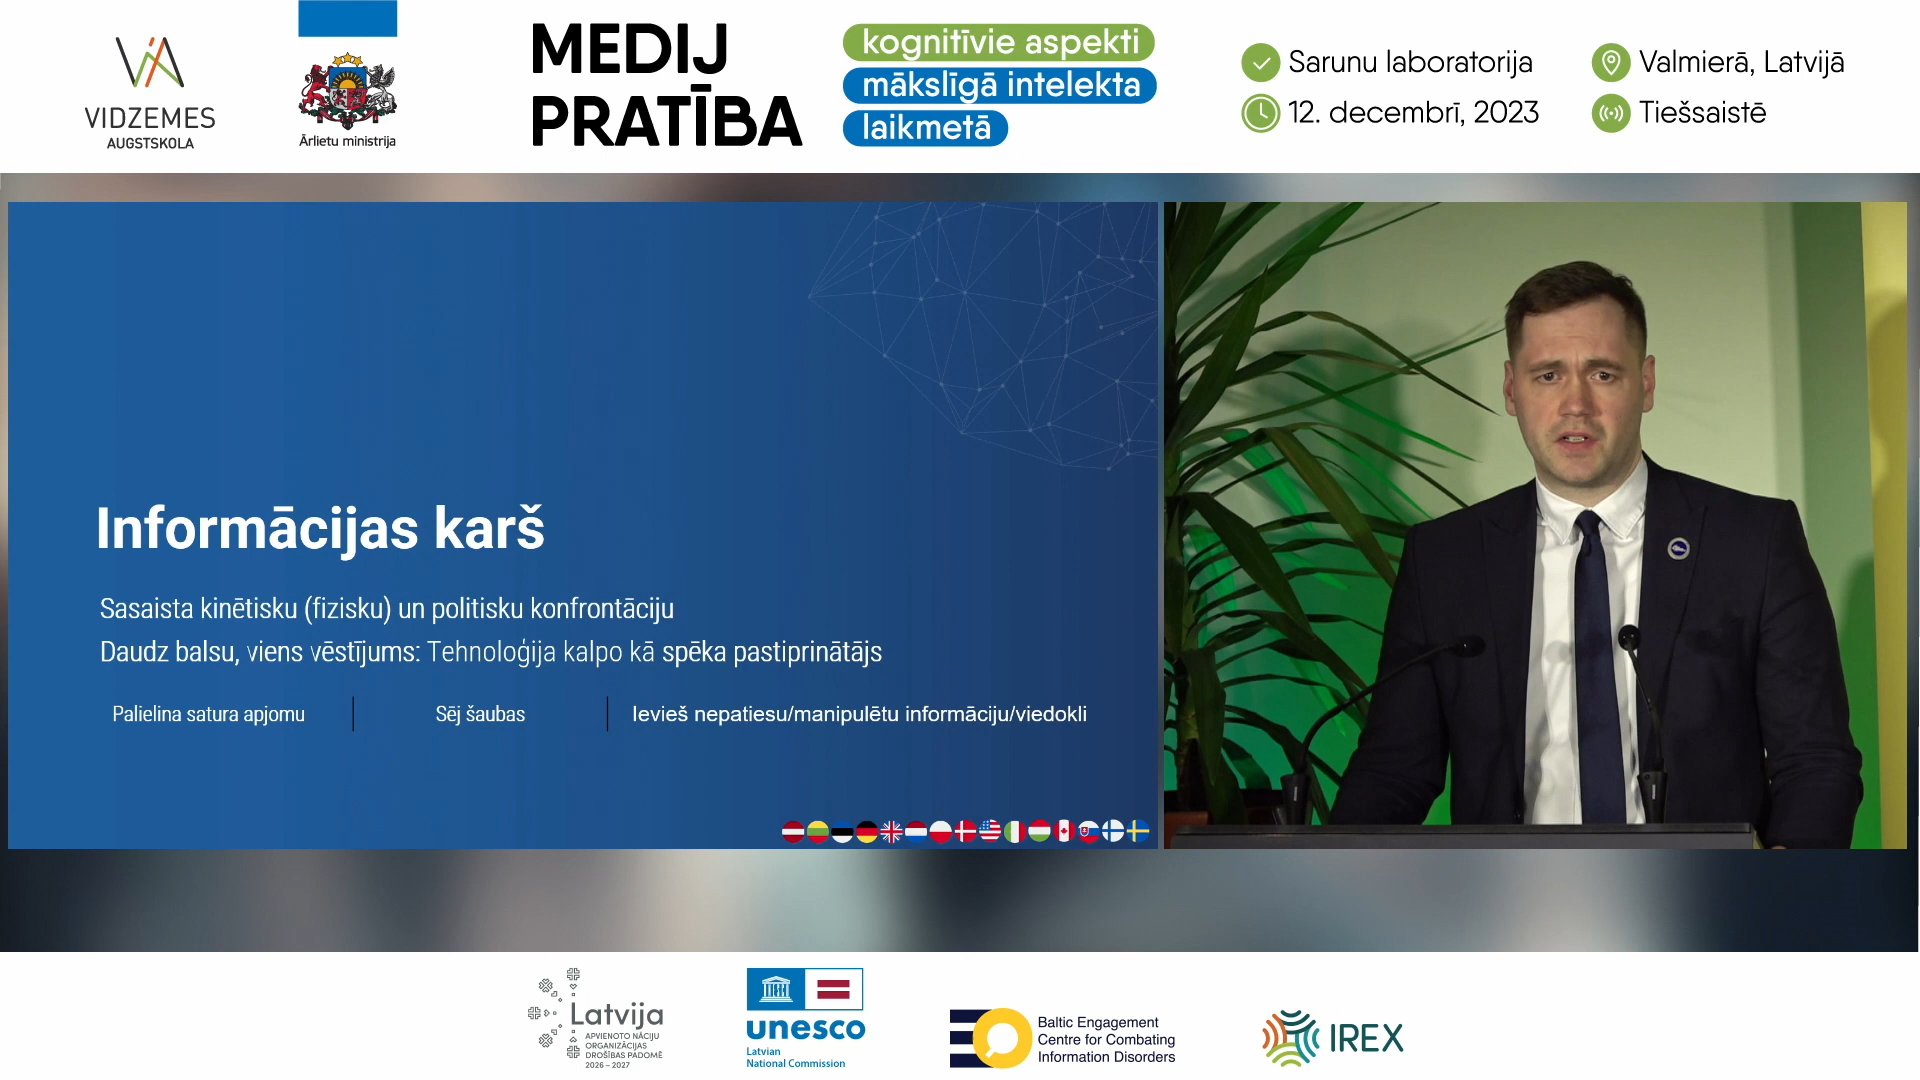 VIDZEMES
AUGSTSKOLA
Ārlietu ministrija
MEDIJ
PRATĪBA
kognitīvie aspekti
mākslīgā intelekta
laikmetā
Sarunu laboratorija
12. decembrī, 2023
Valmierā, Latvijā
Tiešsaistē
Informācijas karš
Sasaista kinētisku (fizisku) un politisku konfrontāciju
Daudz balsu, viens vēstījums: Tehnoloģija kalpo kā spēka pastiprinātājs
Palielina satura apjomu
Sēj šaubas
Ievieš nepatiesu/manipulētu informāciju/viedokli
Latvija
APVIENOTO NĀCIJU
ORGANIZĀCIJAS
DROŠĪBAS PADOMĒ
2026 – 2027
unesco
Latvian
National Commission
Baltic Engagement
Centre for Combating
Information Disorders
IREX